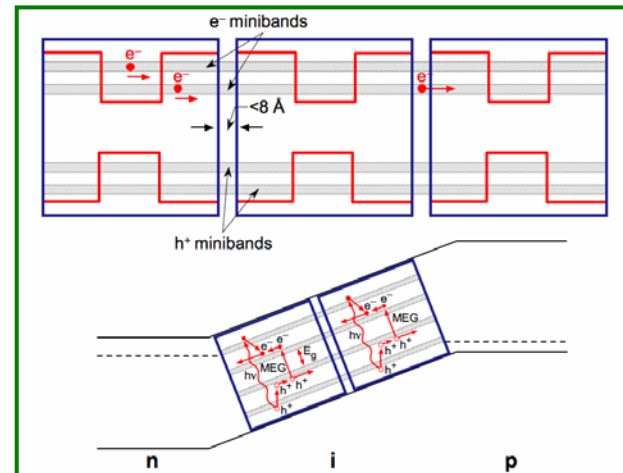 e⁻ minibands
e⁻
e⁻
e⁻
<8 Å
h⁺ minibands
e⁻ e⁻
MEG
hν
h⁺ h⁺
h⁺
e⁻ e⁻
MEG
E_g
hν
h⁺ h⁺
h⁺
n i p